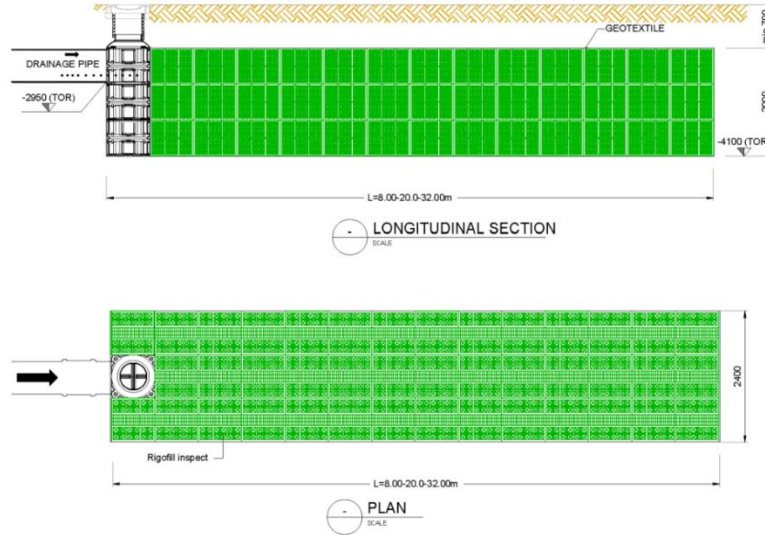 GEOTEXTILE
DRAINAGE PIPE
-2950 (TOR)
-4100 (TOR)
L=8.00-20.0-32.00m
- LONGITUDINAL SECTION
SCALE
2400
Rigofill inspect
L=8.00-20.0-32.00m
- PLAN
SCALE